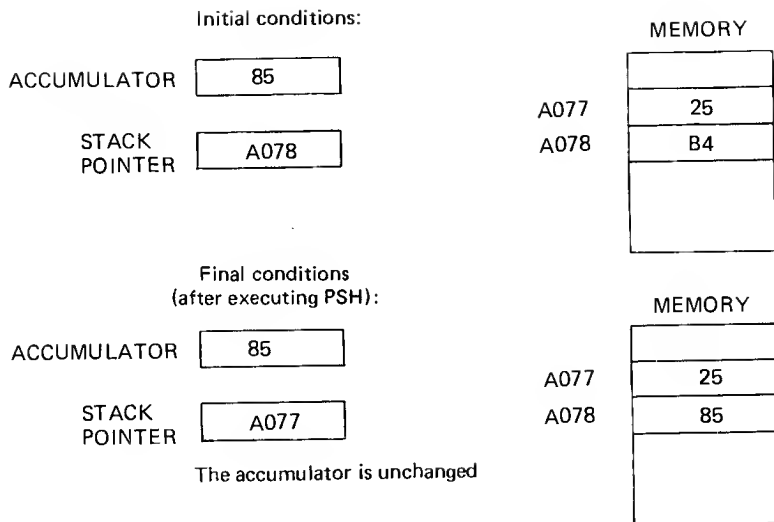 Initial conditions:
MEMORY
ACCUMULATOR 85
A077 25
STACK POINTER A078
A078 B4
Final conditions
(after executing PSH):
MEMORY
ACCUMULATOR 85
A077 25
STACK POINTER A077
A078 85
The accumulator is unchanged